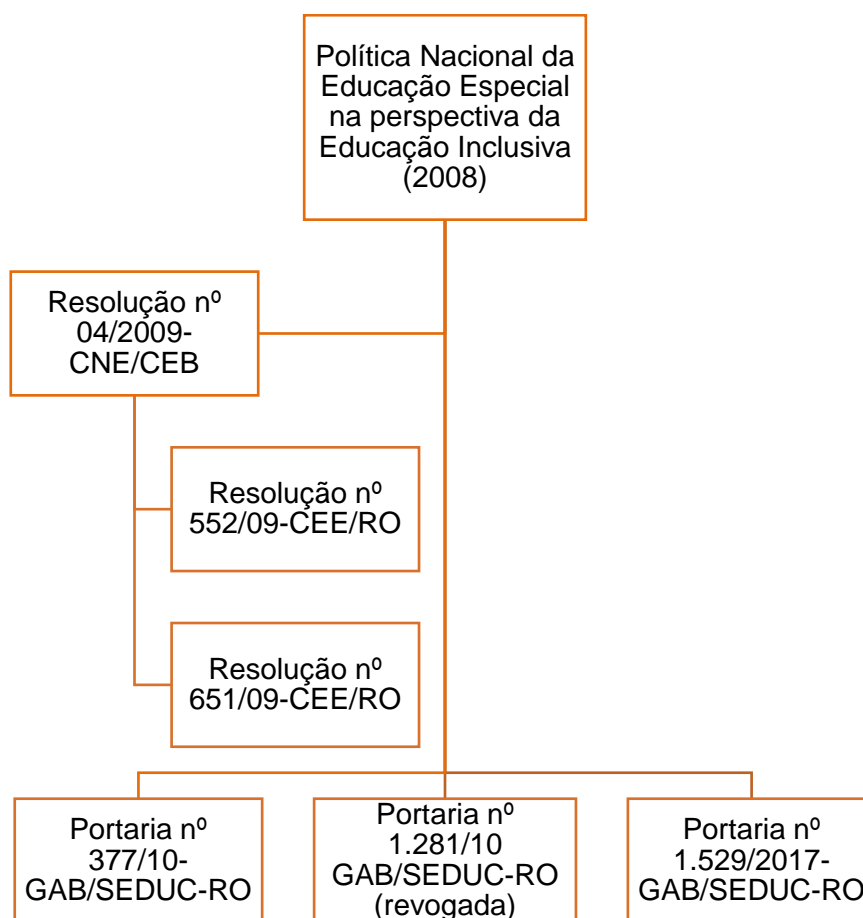 Política Nacional da
Educação Especial
na perspectiva da
Educação Inclusiva
(2008)
Resolução nº
04/2009-
CNE/CEB
Resolução nº
552/09-CEE/RO
Resolução nº
651/09-CEE/RO
Portaria nº
377/10-
GAB/SEDUC-RO
Portaria nº
1.281/10
GAB/SEDUC-RO
(revogada)
Portaria nº
1.529/2017-
GAB/SEDUC-RO